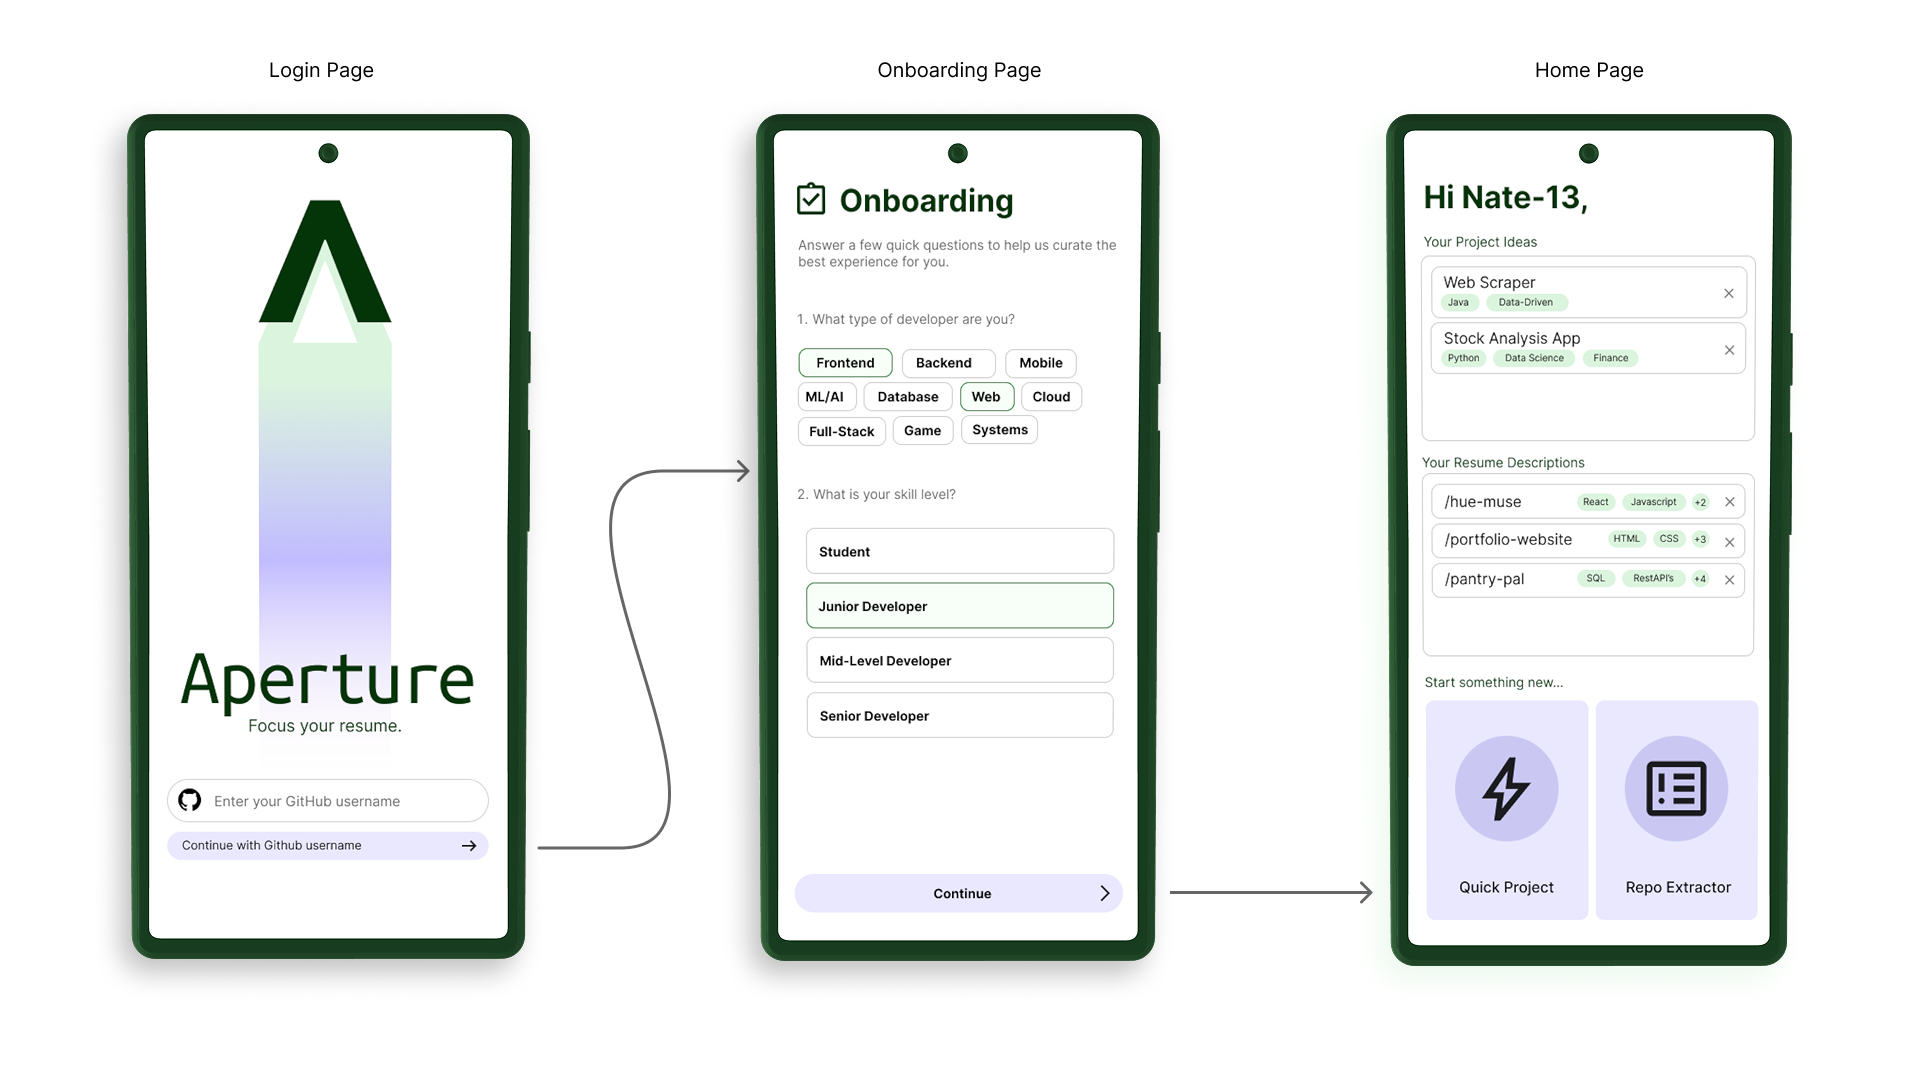 Login Page
Aperture
Focus your resume.
Enter your GitHub username
Continue with Github username
Onboarding Page
Onboarding
Answer a few quick questions to help us curate the
best experience for you.
1. What type of developer are you?
Frontend Backend Mobile
ML/AI Database Web Cloud
Full-Stack Game Systems
2. What is your skill level?
Student
Junior Developer
Mid-Level Developer
Senior Developer
Continue
Home Page
Hi Nate-13,
Your Project Ideas
Web Scraper
Java Data-Driven
Stock Analysis App
Python Data Science Finance
Your Resume Descriptions
/hue-muse React Javascript +2
/portfolio-website HTML CSS +3
/pantry-pal SQL RestAPI's +4
Start something new...
Quick Project Repo Extractor